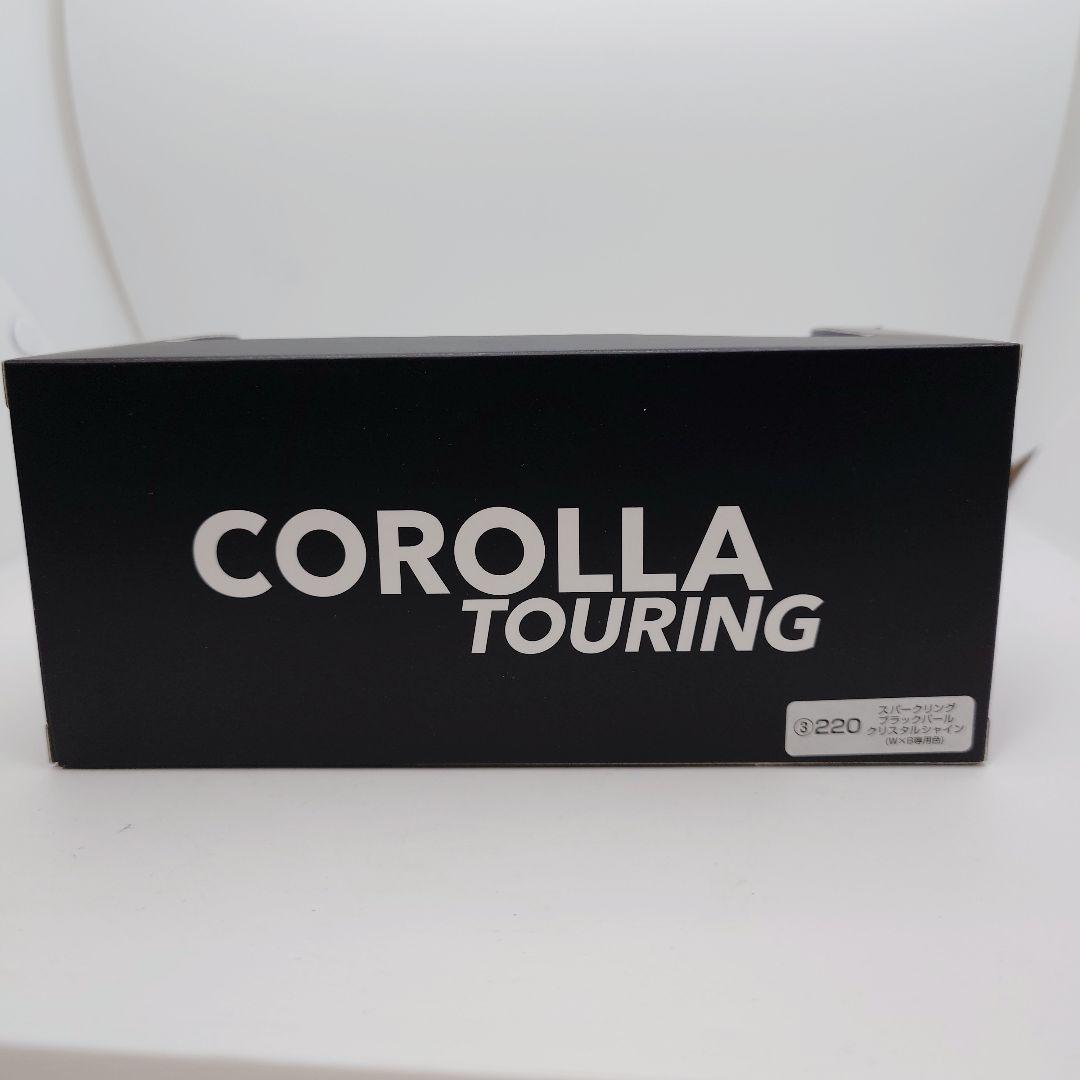 COROLLA
TOURING
③220
スパークリング
ブラックパール
クリスタルシャイン
(W×B専用色)